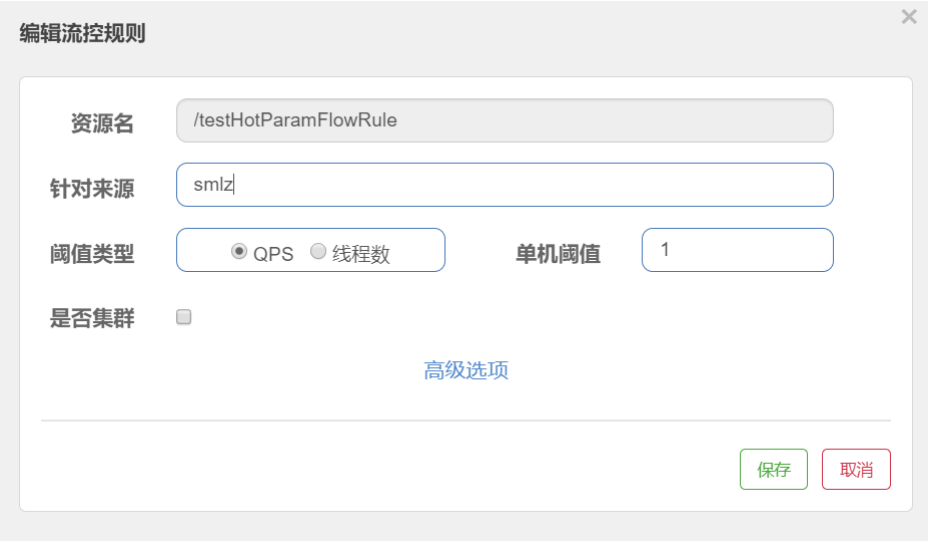 编辑流控规则
×
资源名 /testHotParamFlowRule
针对来源 smlz
阈值类型 QPS 线程数 单机阈值 1
是否集群
高级选项
保存 取消